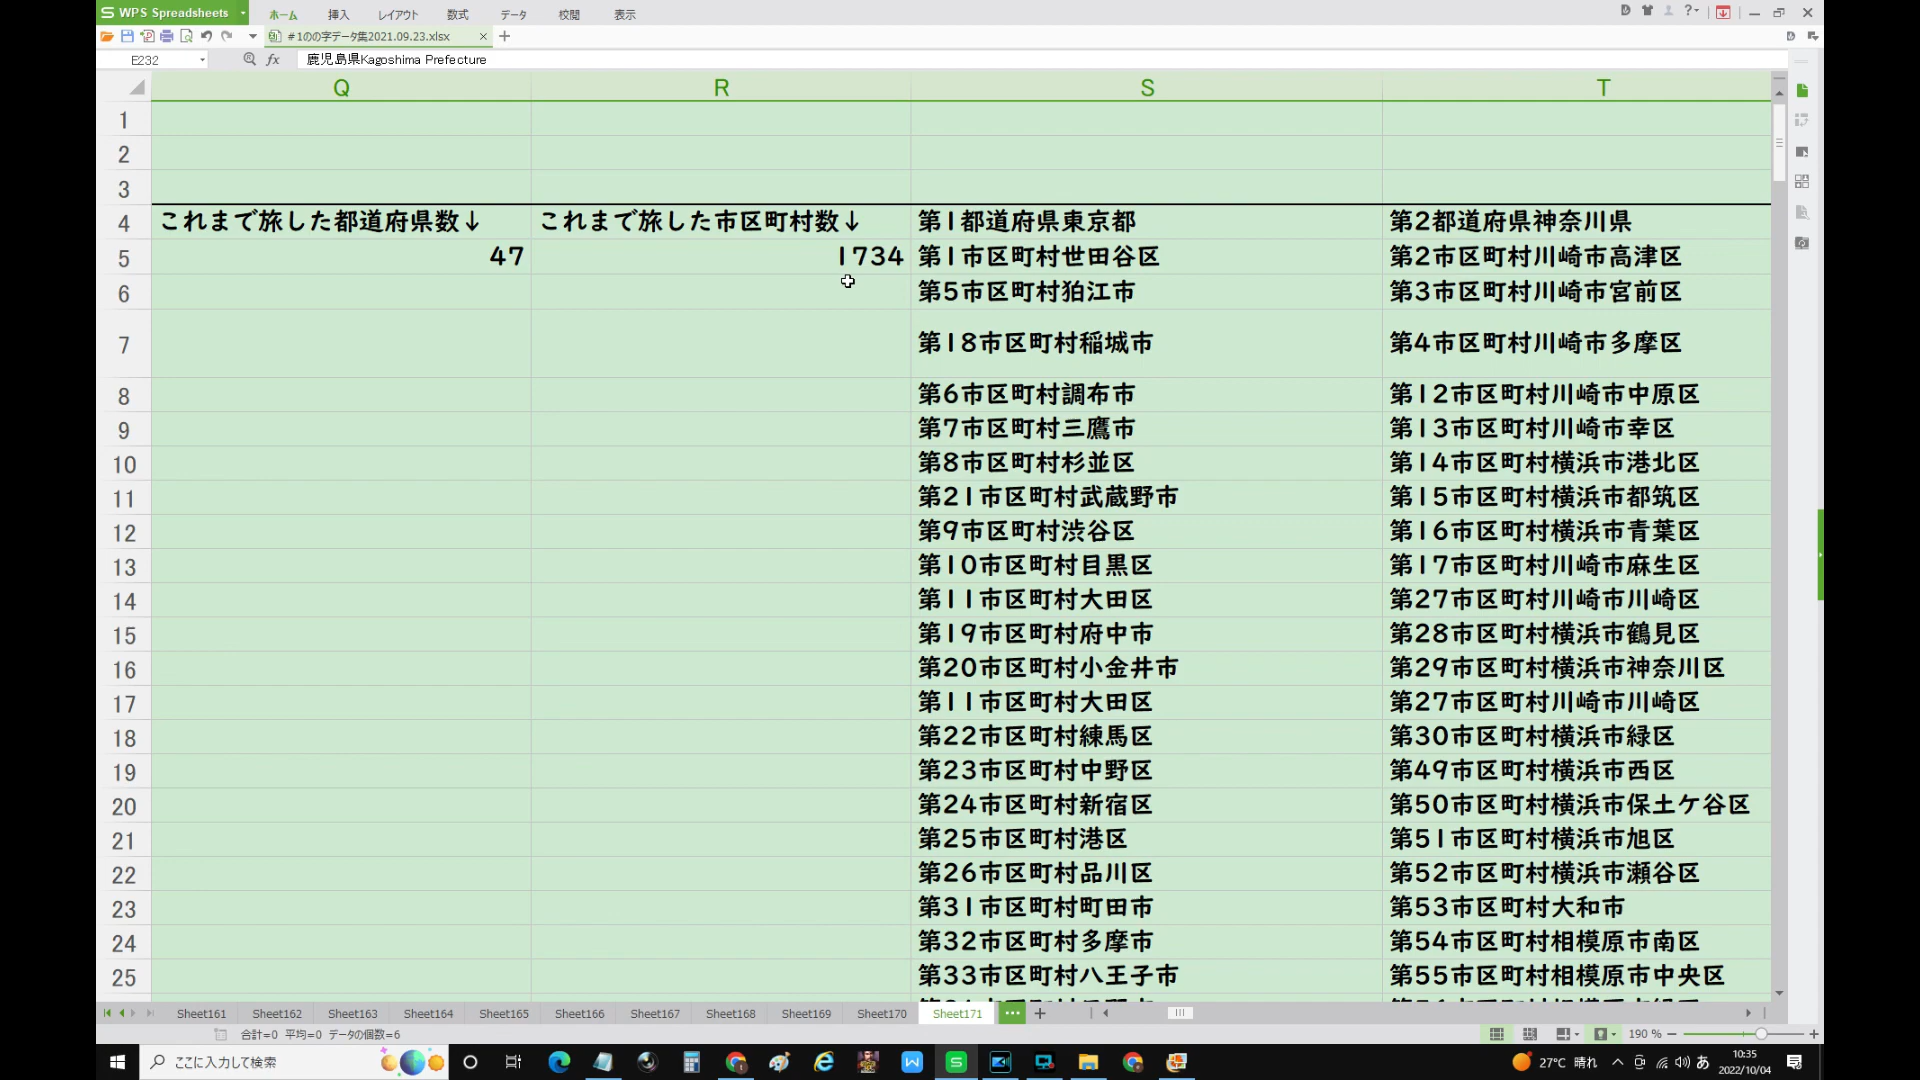 WPS Spreadsheets
ホーム 挿入 レイアウト 数式 データ 校閲 表示
#1のの字データ集2021.09.23.xlsx
E232 fx 鹿児島県Kagoshima Prefecture
Q R S T
1
2
3
4 これまで旅した都道府県数↓ これまで旅した市区町村数↓ 第1都道府県東京都 第2都道府県神奈川県
5 47 1734 第1市区町村世田谷区 第2市区町村川崎市高津区
6 第5市区町村狛江市 第3市区町村川崎市宮前区
7 第18市区町村稲城市 第4市区町村川崎市多摩区
8 第6市区町村調布市 第12市区町村川崎市中原区
9 第7市区町村三鷹市 第13市区町村川崎市幸区
10 第8市区町村杉並区 第14市区町村横浜市港北区
11 第21市区町村武蔵野市 第15市区町村横浜市都筑区
12 第9市区町村渋谷区 第16市区町村横浜市青葉区
13 第10市区町村目黒区 第17市区町村川崎市麻生区
14 第11市区町村大田区 第27市区町村川崎市川崎区
15 第19市区町村府中市 第28市区町村横浜市鶴見区
16 第20市区町村小金井市 第29市区町村横浜市神奈川区
17 第11市区町村大田区 第27市区町村川崎市川崎区
18 第22市区町村練馬区 第30市区町村横浜市緑区
19 第23市区町村中野区 第49市区町村横浜市西区
20 第24市区町村新宿区 第50市区町村横浜市保土ケ谷区
21 第25市区町村港区 第51市区町村横浜市旭区
22 第26市区町村品川区 第52市区町村横浜市瀬谷区
23 第31市区町村町田市 第53市区町村大和市
24 第32市区町村多摩市 第54市区町村相模原市南区
25 第33市区町村八王子市 第55市区町村相模原市中央区
Sheet161 Sheet162 Sheet163 Sheet164 Sheet165 Sheet166 Sheet167 Sheet168 Sheet169 Sheet170 Sheet171
合計=0 平均=0 データの個数=6 190 %
ここに入力して検索 27°C 晴れ あ 10:35
2022/10/04